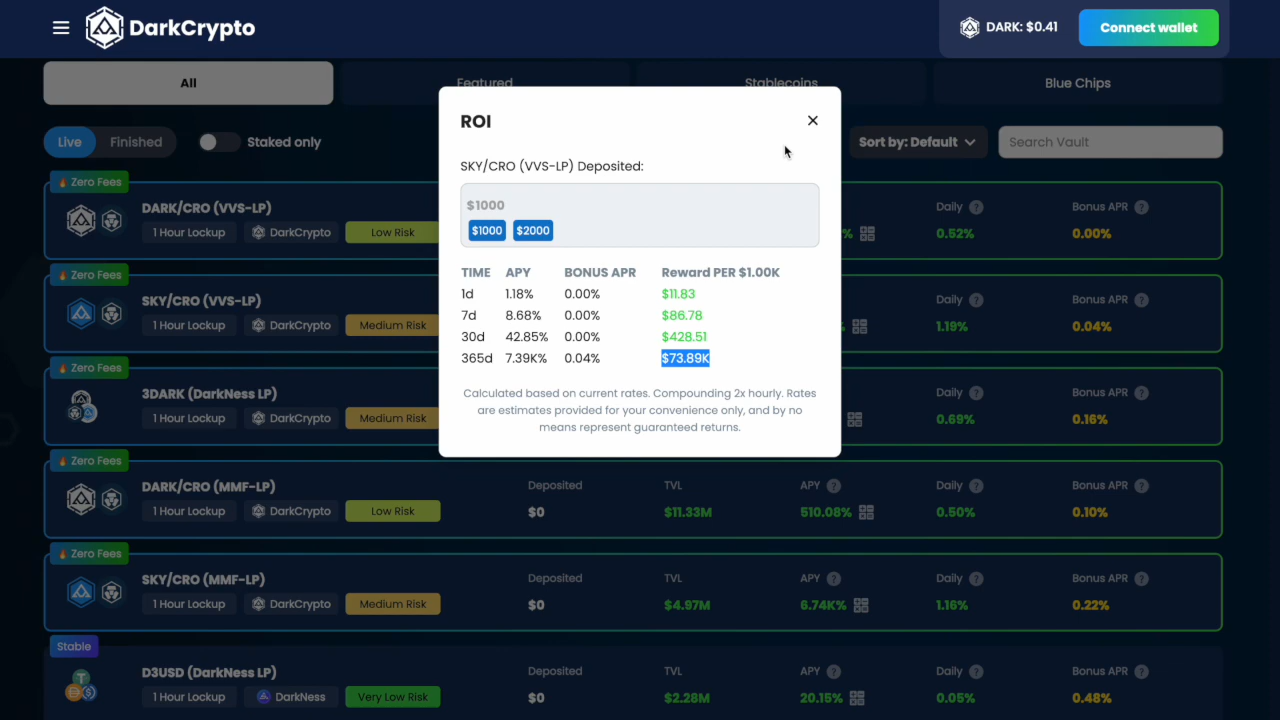 DarkCrypto
DARK: $0.41
Connect wallet
All
Featured
Stablecoins
Blue Chips
Live
Finished
Staked only
Sort by: Default
Search Vault
ROI
SKY/CRO (VVS-LP) Deposited:
$1000
$1000 $2000
TIME APY BONUS APR Reward PER $1.00K
1d 1.18% 0.00% $11.83
7d 8.68% 0.00% $86.78
30d 42.85% 0.00% $428.51
365d 7.39K% 0.04% $73.89K
Calculated based on current rates. Compounding 2x hourly. Rates
are estimates provided for your convenience only, and by no
means represent guaranteed returns.
Zero Fees
DARK/CRO (VVS-LP) Daily ? Bonus APR ?
1 Hour Lockup DarkCrypto Low Risk % 0.52% 0.00%
Zero Fees
SKY/CRO (VVS-LP) Daily ? Bonus APR ?
1 Hour Lockup DarkCrypto Medium Risk 1.19% 0.04%
Zero Fees
3DARK (DarkNess LP) Daily ? Bonus APR ?
1 Hour Lockup DarkCrypto Medium Risk 0.69% 0.16%
Zero Fees
DARK/CRO (MMF-LP) Deposited TVL APY ? Daily ? Bonus APR ?
1 Hour Lockup DarkCrypto Low Risk $0 $11.33M 510.08% 0.50% 0.10%
Zero Fees
SKY/CRO (MMF-LP) Deposited TVL APY ? Daily ? Bonus APR ?
1 Hour Lockup DarkCrypto Medium Risk $0 $4.97M 6.74K% 1.16% 0.22%
Stable
D3USD (DarkNess LP) Deposited TVL APY ? Daily ? Bonus APR ?
1 Hour Lockup DarkNess Very Low Risk $0 $2.28M 20.15% 0.05% 0.48%